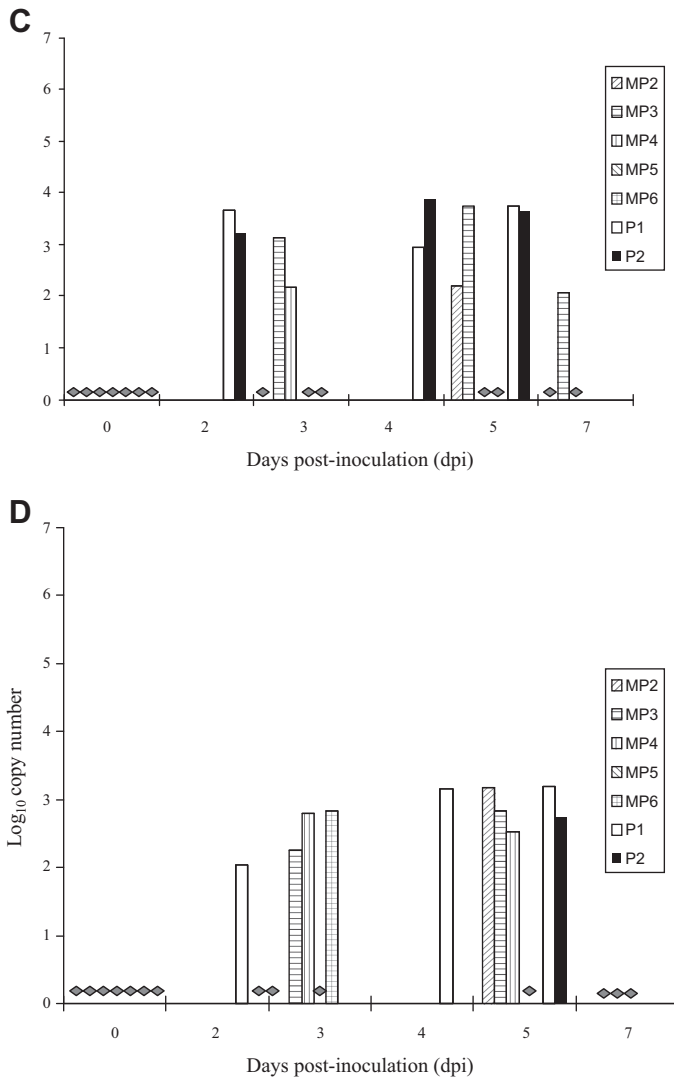 C
7
6
5
4
3
2
1
0
0 2 3 4 5 7
Days post-inoculation (dpi)
MP2
MP3
MP4
MP5
MP6
P1
P2
D
7
6
5
4
3
2
1
0
Log10 copy number
0 2 3 4 5 7
Days post-inoculation (dpi)
MP2
MP3
MP4
MP5
MP6
P1
P2